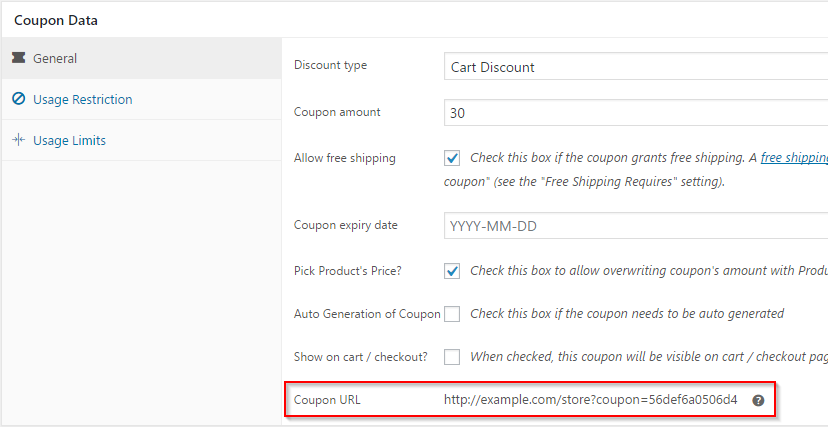 Coupon Data
General
Usage Restriction
Usage Limits
Discount type Cart Discount
Coupon amount 30
Allow free shipping Check this box if the coupon grants free shipping. A free shipping
coupon" (see the "Free Shipping Requires" setting).
Coupon expiry date YYYY-MM-DD
Pick Product's Price? Check this box to allow overwriting coupon's amount with Produ
Auto Generation of Coupon Check this box if the coupon needs to be auto generated
Show on cart / checkout? When checked, this coupon will be visible on cart / checkout pag
Coupon URL http://example.com/store?coupon=56def6a0506d4 ?